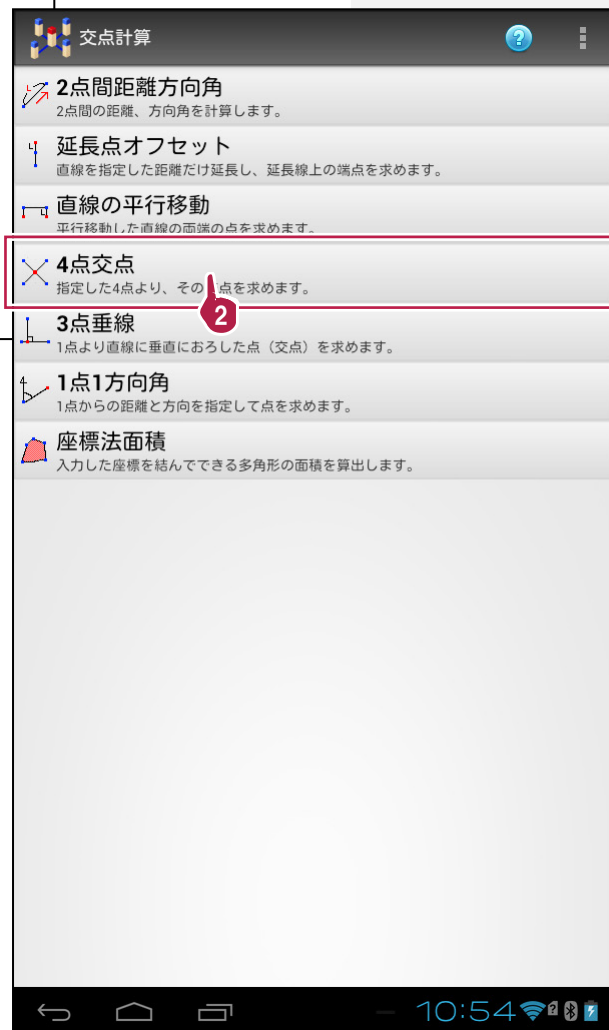 交点計算
2点間距離方向角
2点間の距離、方向角を計算します。
延長点オフセット
直線を指定した距離だけ延長し、延長線上の端点を求めます。
直線の平行移動
平行移動した直線の両端の点を求めます。
4点交点
指定した4点より、その 点を求めます。
2
3点垂線
1点より直線に垂直におろした点（交点）を求めます。
1点1方向角
1点からの距離と方向を指定して点を求めます。
座標法面積
入力した座標を結んでできる多角形の面積を算出します。
10:54